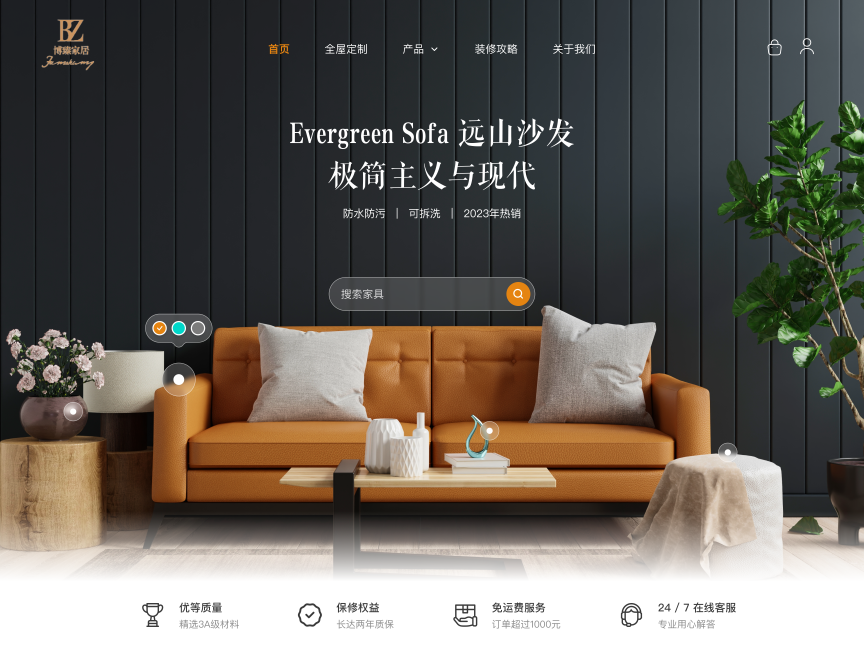 BZ
博臻家居
首页
全屋定制
产品
装修攻略
关于我们
Evergreen Sofa 远山沙发
极简主义与现代
防水防污 | 可拆洗 | 2023年热销
搜索家具
优等质量
精选3A级材料
保修权益
长达两年质保
免运费服务
订单超过1000元
24 / 7 在线客服
专业用心解答